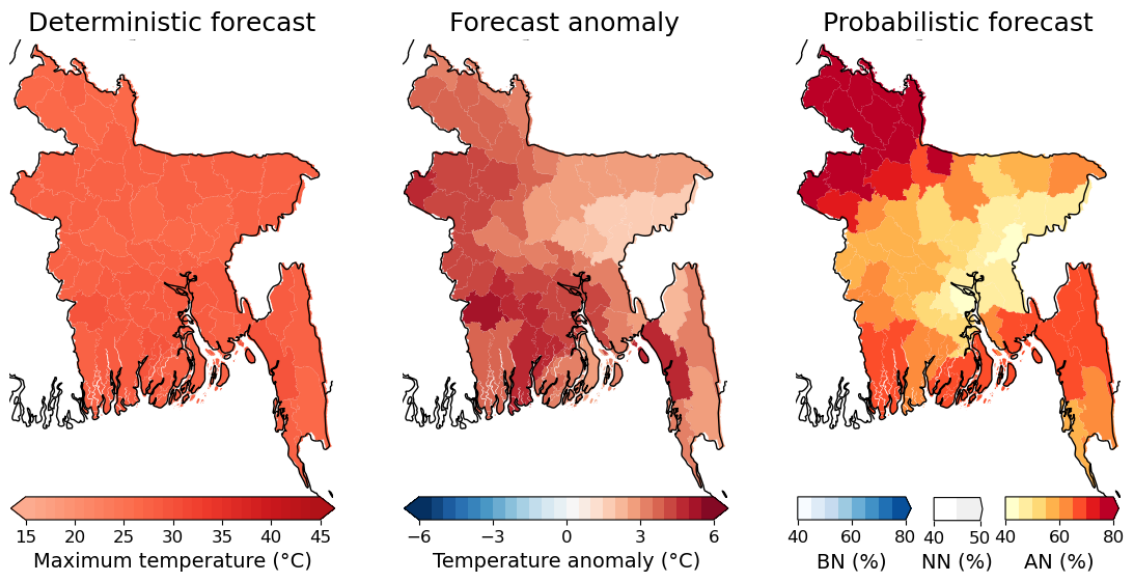 Deterministic forecast
Forecast anomaly
Probabilistic forecast
15 20 25 30 35 40 45
Maximum temperature (°C)
−6 −3 0 3 6
Temperature anomaly (°C)
40 60 80
BN (%)
40 50
NN (%)
40 60 80
AN (%)